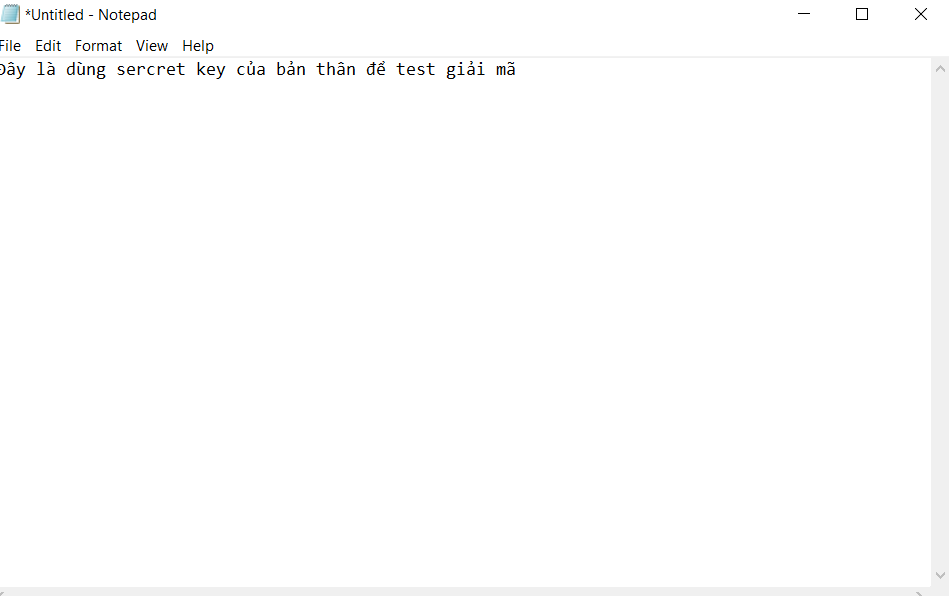 *Untitled - Notepad
File Edit Format View Help
Đây là dùng sercret key của bản thân để test giải mã